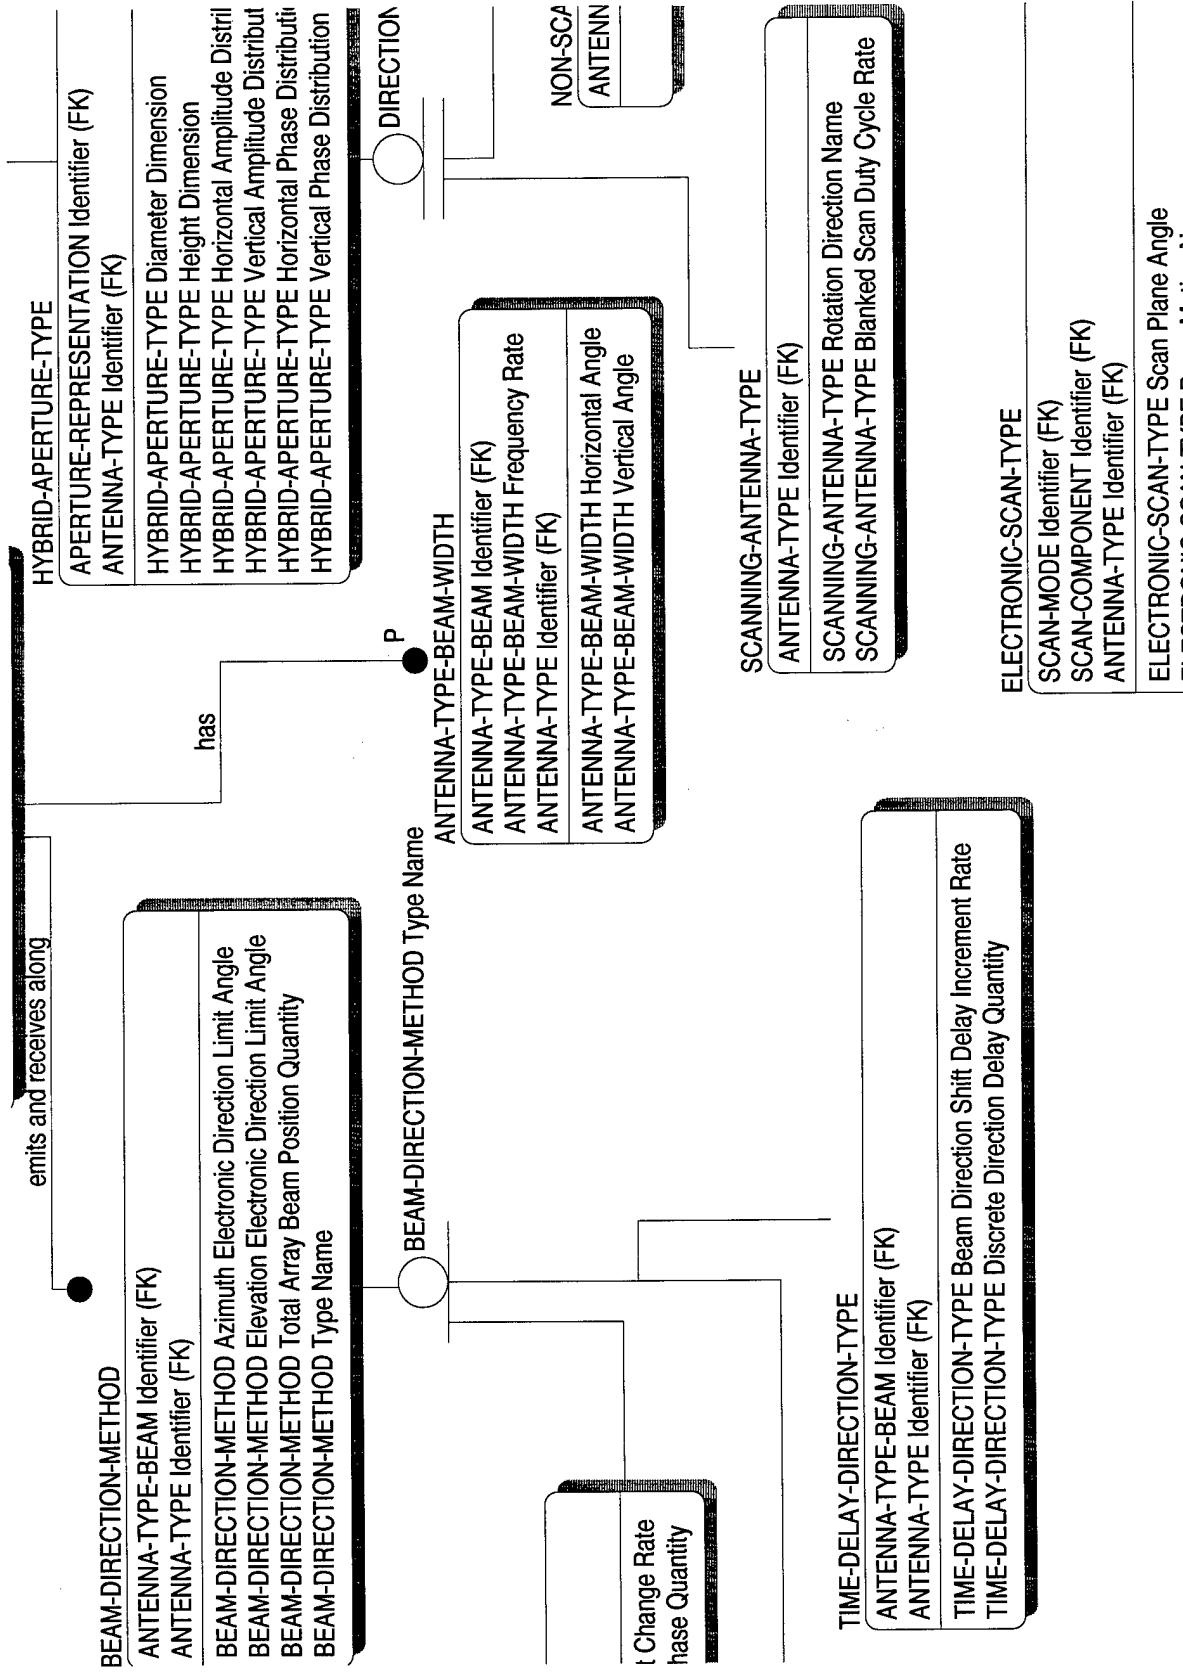 HYBRID-APERTURE-TYPE
APERTURE-REPRESENTATION Identifier (FK)
ANTENNA-TYPE Identifier (FK)
HYBRID-APERTURE-TYPE Diameter Dimension
HYBRID-APERTURE-TYPE Height Dimension
HYBRID-APERTURE-TYPE Horizontal Amplitude Distril
HYBRID-APERTURE-TYPE Vertical Amplitude Distribut
HYBRID-APERTURE-TYPE Horizontal Phase Distributi
HYBRID-APERTURE-TYPE Vertical Phase Distribution
DIRECTION
NON-SCA
ANTENN
emits and receives along
has
P
BEAM-DIRECTION-METHOD
ANTENNA-TYPE-BEAM Identifier (FK)
ANTENNA-TYPE Identifier (FK)
BEAM-DIRECTION-METHOD Azimuth Electronic Direction Limit Angle
BEAM-DIRECTION-METHOD Elevation Electronic Direction Limit Angle
BEAM-DIRECTION-METHOD Total Array Beam Position Quantity
BEAM-DIRECTION-METHOD Type Name
BEAM-DIRECTION-METHOD Type Name
ANTENNA-TYPE-BEAM-WIDTH
ANTENNA-TYPE-BEAM Identifier (FK)
ANTENNA-TYPE-BEAM-WIDTH Frequency Rate
ANTENNA-TYPE Identifier (FK)
ANTENNA-TYPE-BEAM-WIDTH Horizontal Angle
ANTENNA-TYPE-BEAM-WIDTH Vertical Angle
SCANNING-ANTENNA-TYPE
ANTENNA-TYPE Identifier (FK)
SCANNING-ANTENNA-TYPE Rotation Direction Name
SCANNING-ANTENNA-TYPE Blanked Scan Duty Cycle Rate
t Change Rate
hase Quantity
TIME-DELAY-DIRECTION-TYPE
ANTENNA-TYPE-BEAM Identifier (FK)
ANTENNA-TYPE Identifier (FK)
TIME-DELAY-DIRECTION-TYPE Beam Direction Shift Delay Increment Rate
TIME-DELAY-DIRECTION-TYPE Discrete Direction Delay Quantity
ELECTRONIC-SCAN-TYPE
SCAN-MODE Identifier (FK)
SCAN-COMPONENT Identifier (FK)
ANTENNA-TYPE Identifier (FK)
ELECTRONIC-SCAN-TYPE Scan Plane Angle